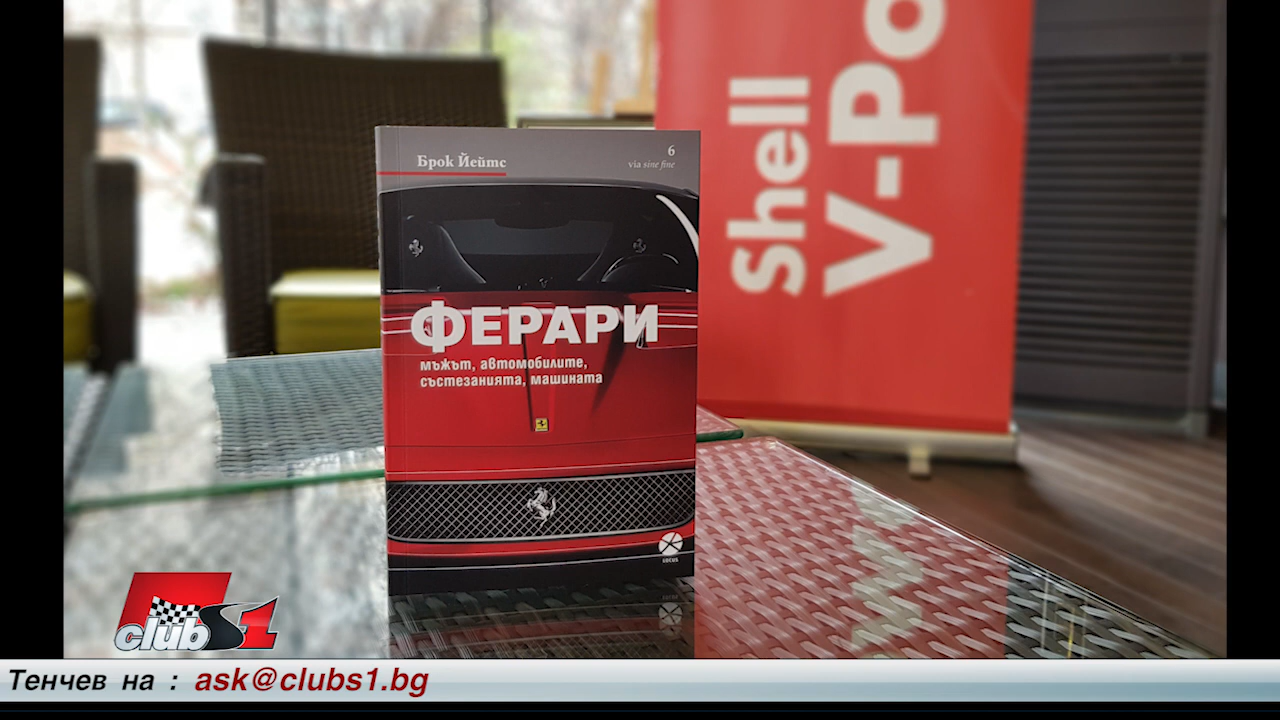 Брок Йейтс
6
via sine fine
ФЕРАРИ
мъжът, автомобилите,
състезанията, машината
LOCUS
Shell
V-Po
club S1
Тенчев на : ask@clubs1.bg